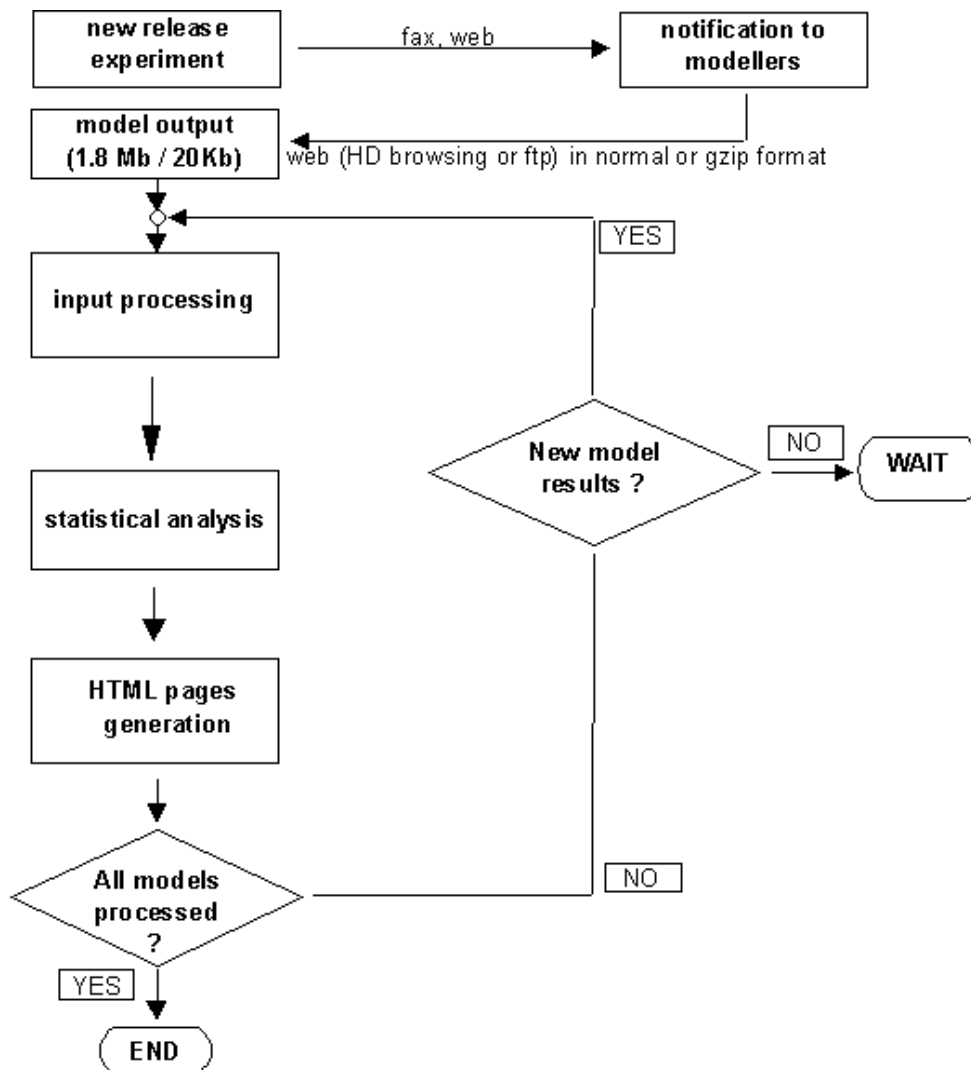 new release
experiment
fax, web
notification to
modellers
model output
(1.8 Mb / 20Kb)
web (HD browsing or ftp) in normal or gzip format
YES
input processing
New model
results ?
NO
WAIT
statistical analysis
HTML pages
generation
All models
processed
?
NO
YES
END